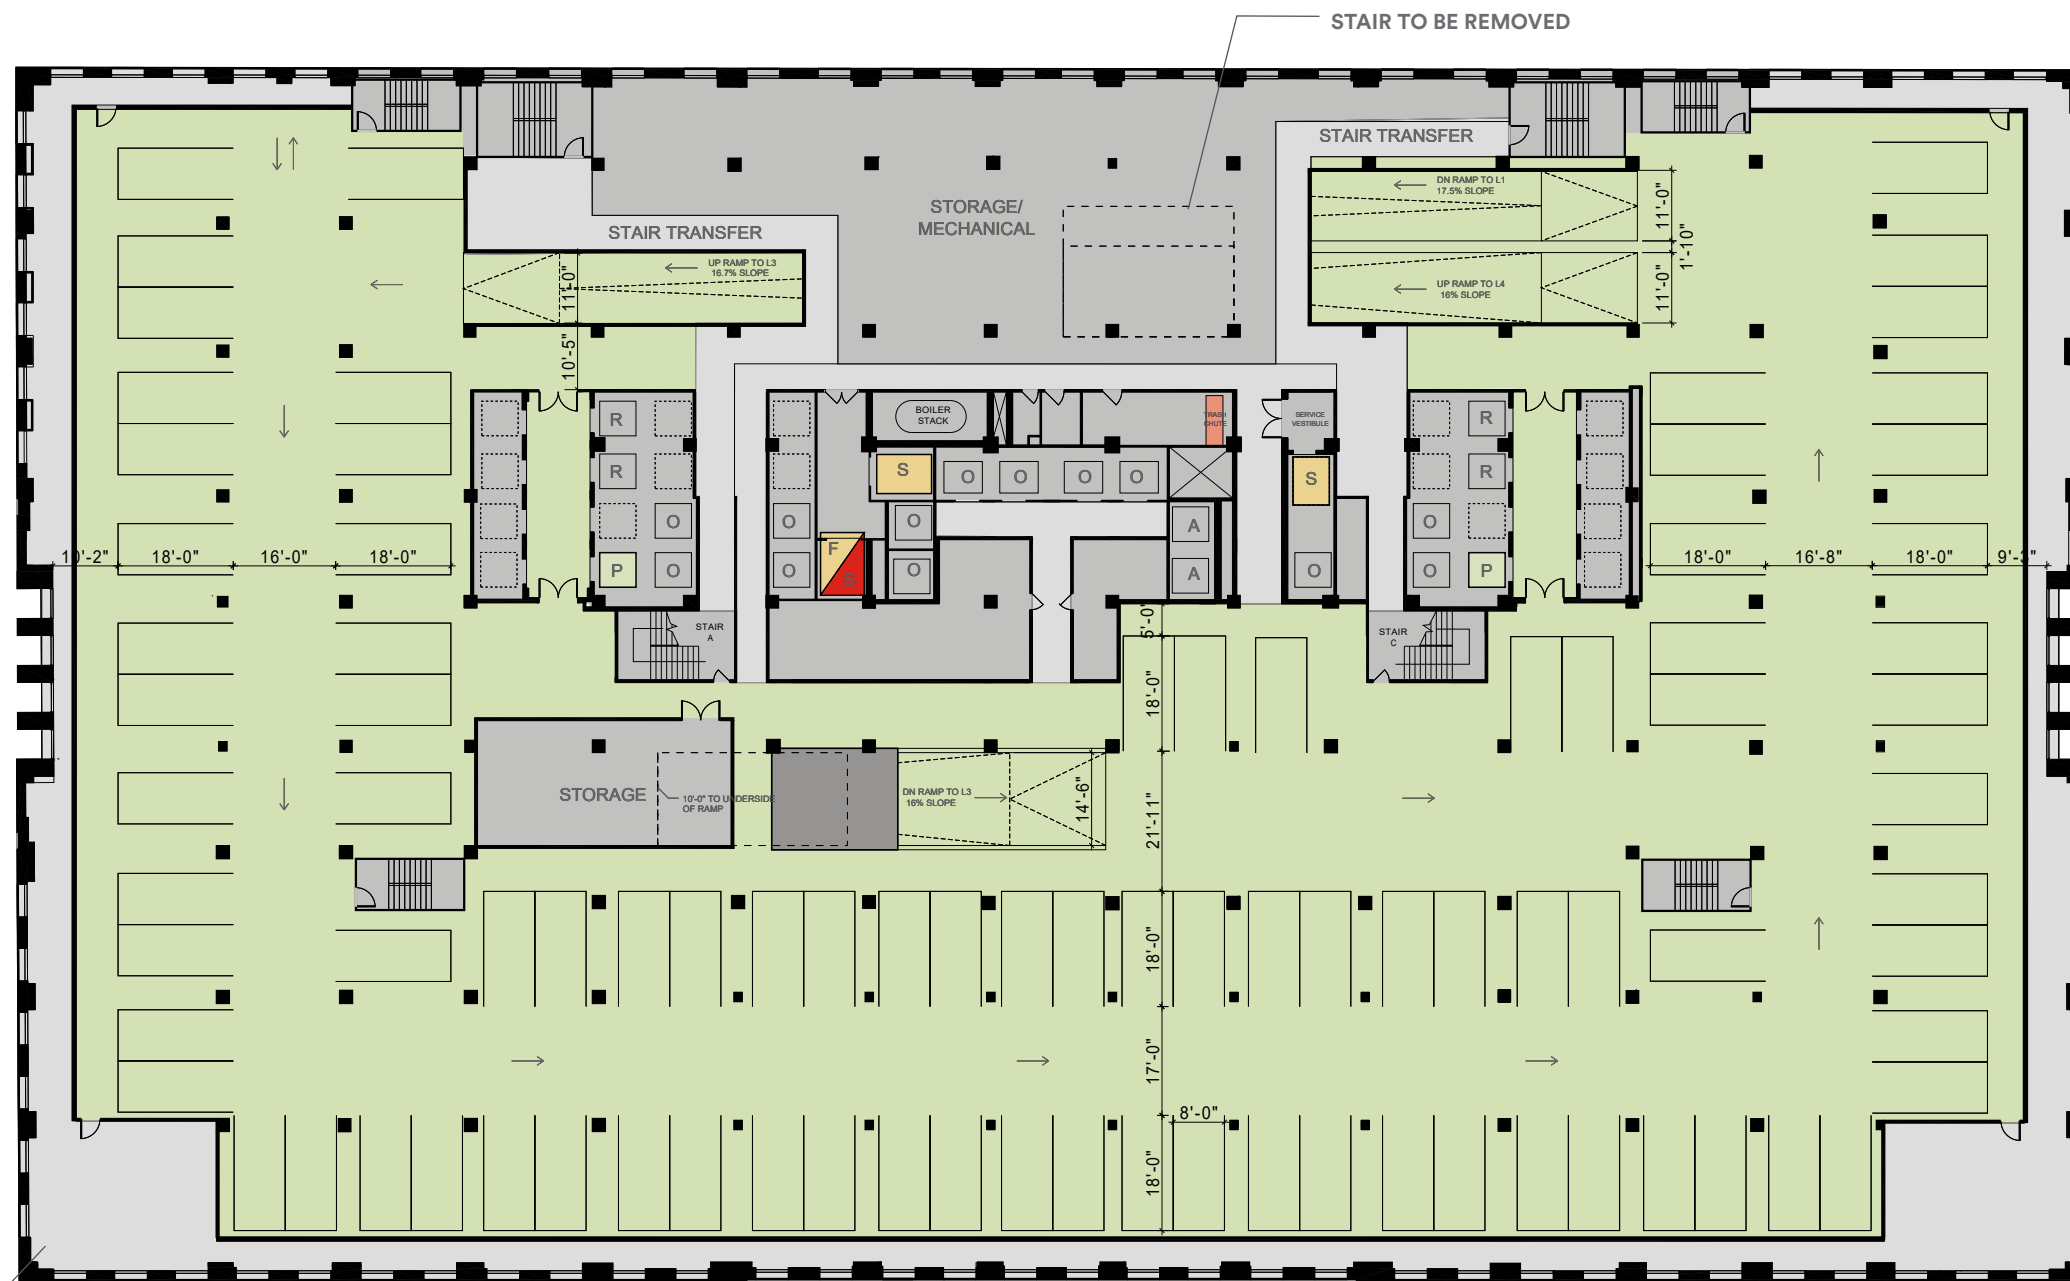 STAIR TO BE REMOVED
STAIR TRANSFER
DN RAMP TO L1
17.5% SLOPE
11'-0"
STORAGE/
MECHANICAL
STAIR TRANSFER
1'-10"
UP RAMP TO L3
16.7% SLOPE
11'-0"
UP RAMP TO L4
16% SLOPE
11'-0"
10'-5"
R
BOILER
STACK
TRASH
CHUTE
SERVICE
VESTIBULE
R
R
S
O
O
O
O
S
R
O
O
O
A
O
F
S
P
O
O
O
A
O
O
P
10'-2"
18'-0"
16'-0"
18'-0"
18'-0"
16'-8"
18'-0"
9'-3"
STAIR
A
5'-0"
STAIR
C
18'-0"
STORAGE
10'-0" TO UNDERSIDE
OF RAMP
DN RAMP TO L3
16% SLOPE
14'-6"
21'-11"
18'-0"
17'-0"
8'-0"
18'-0"